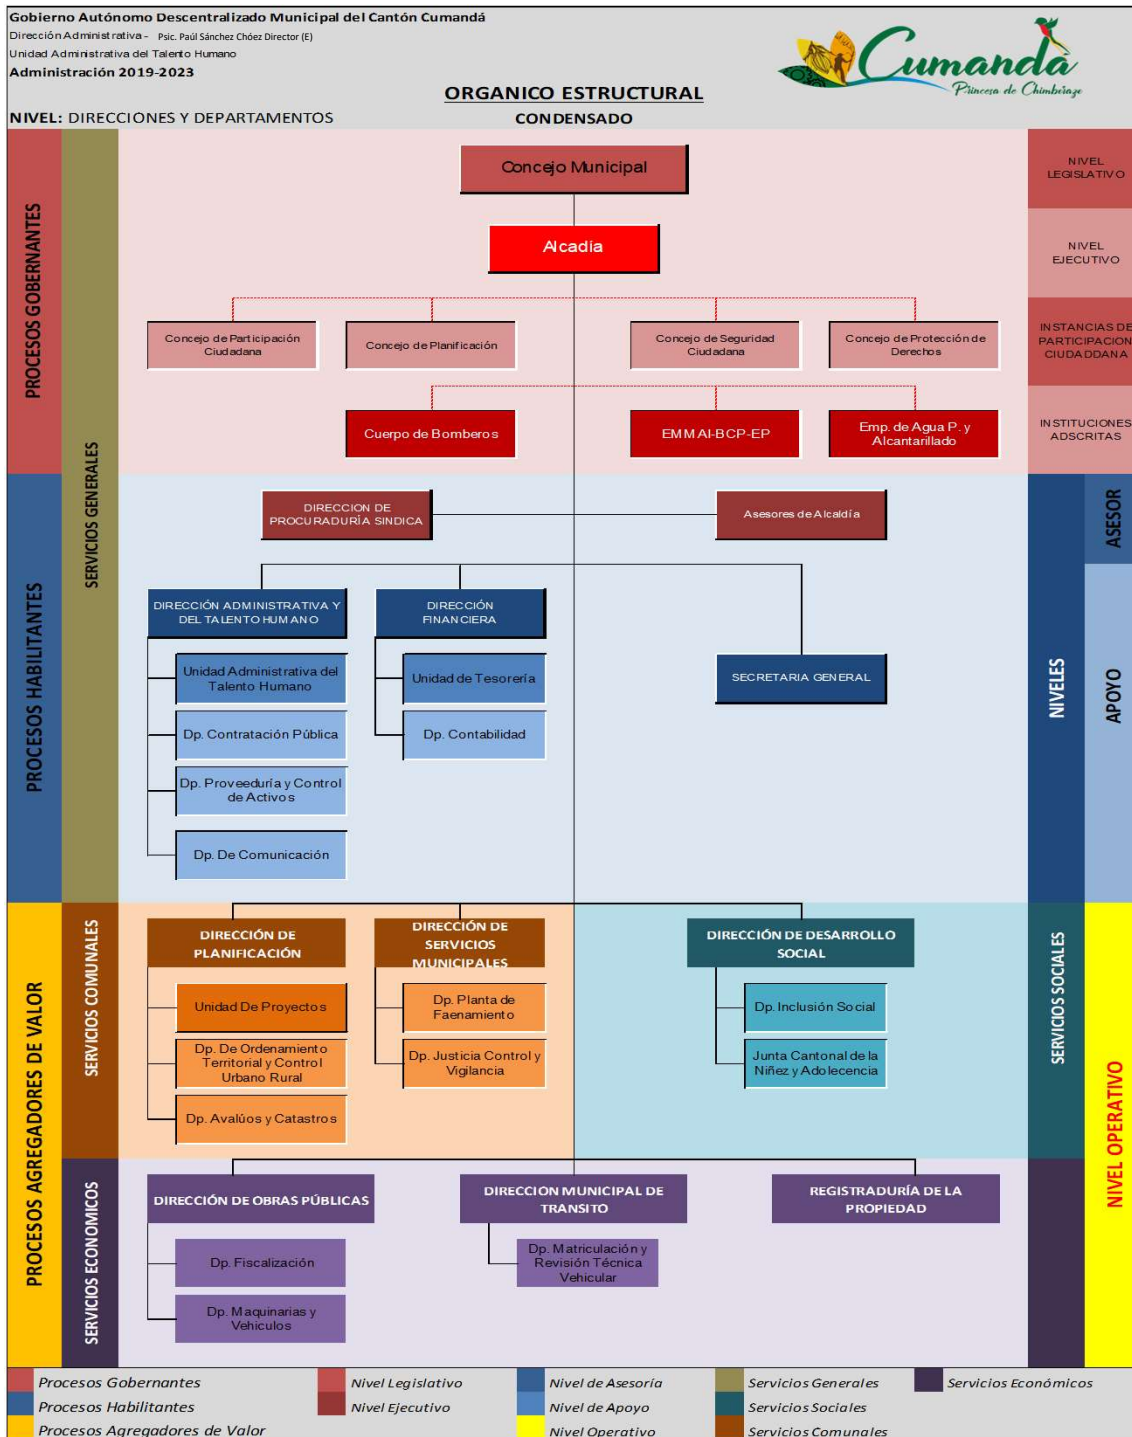 Gobierno Autónomo Descentralizado Municipal del Cantón Cumandá
Dirección Administrativa - Psic. Paúl Sánchez Chóez Director (E)
Unidad Administrativa del Talento Humano
Administración 2019-2023
Cumandá
Princesa de Chimborazo
ORGANICO ESTRUCTURAL
NIVEL: DIRECCIONES Y DEPARTAMENTOS
CONDENSADO
PROCESOS GOBERNANTES
SERVICIOS GENERALES
Concejo Municipal
NIVEL
LEGISLATIVO
Alcadia
NIVEL
EJECUTIVO
Concejo de Participación
Ciudadana
Concejo de Planificación
Concejo de Seguridad
Ciudadana
Concejo de Protección de
Derechos
INSTANCIAS DE
PARTICIPACION
CIUDADDANA
Cuerpo de Bomberos
EMMAI-BCP-EP
Emp. de Agua P. y
Alcantarillado
INSTITUCIONES
ADSCRITAS
PROCESOS HABILITANTES
DIRECCION DE
PROCURADURÌA SINDICA
Asesores de Alcaldía
NIVELES
ASESOR
APOYO
DIRECCIÓN ADMINISTRATIVA Y
DEL TALENTO HUMANO
DIRECCIÓN
FINANCIERA
SECRETARIA GENERAL
Unidad Administrativa del
Talento Humano
Unidad de Tesorería
Dp. Contratación Pública
Dp. Contabilidad
Dp. Proveeduría y Control
de Activos
Dp. De Comunicación
PROCESOS AGREGADORES DE VALOR
SERVICIOS COMUNALES
DIRECCIÓN DE
PLANIFICACIÓN
DIRECCIÓN DE
SERVICIOS
MUNICIPALES
DIRECCIÓN DE DESARROLLO
SOCIAL
SERVICIOS SOCIALES
NIVEL OPERATIVO
Unidad De Proyectos
Dp. Planta de
Faenamiento
Dp. Inclusión Social
Dp. De Ordenamiento
Territorial y Control
Urbano Rural
Dp. Justicia Control y
Vigilancia
Junta Cantonal de la
Niñez y Adolecencia
Dp. Avalúos y Catastros
SERVICIOS ECONOMICOS
DIRECCIÓN DE OBRAS PÚBLICAS
DIRECCION MUNICIPAL DE
TRANSITO
REGISTRADURÍA DE LA
PROPIEDAD
Dp. Fiscalización
Dp. Matriculación y
Revisión Técnica
Vehicular
Dp. Maquinarias y
Vehiculos
Procesos Gobernantes
Nivel Legislativo
Nivel de Asesoría
Servicios Generales
Servicios Económicos
Procesos Habilitantes
Nivel Ejecutivo
Nivel de Apoyo
Servicios Sociales
Procesos Agregadores de Valor
Nivel Operativo
Servicios Comunales